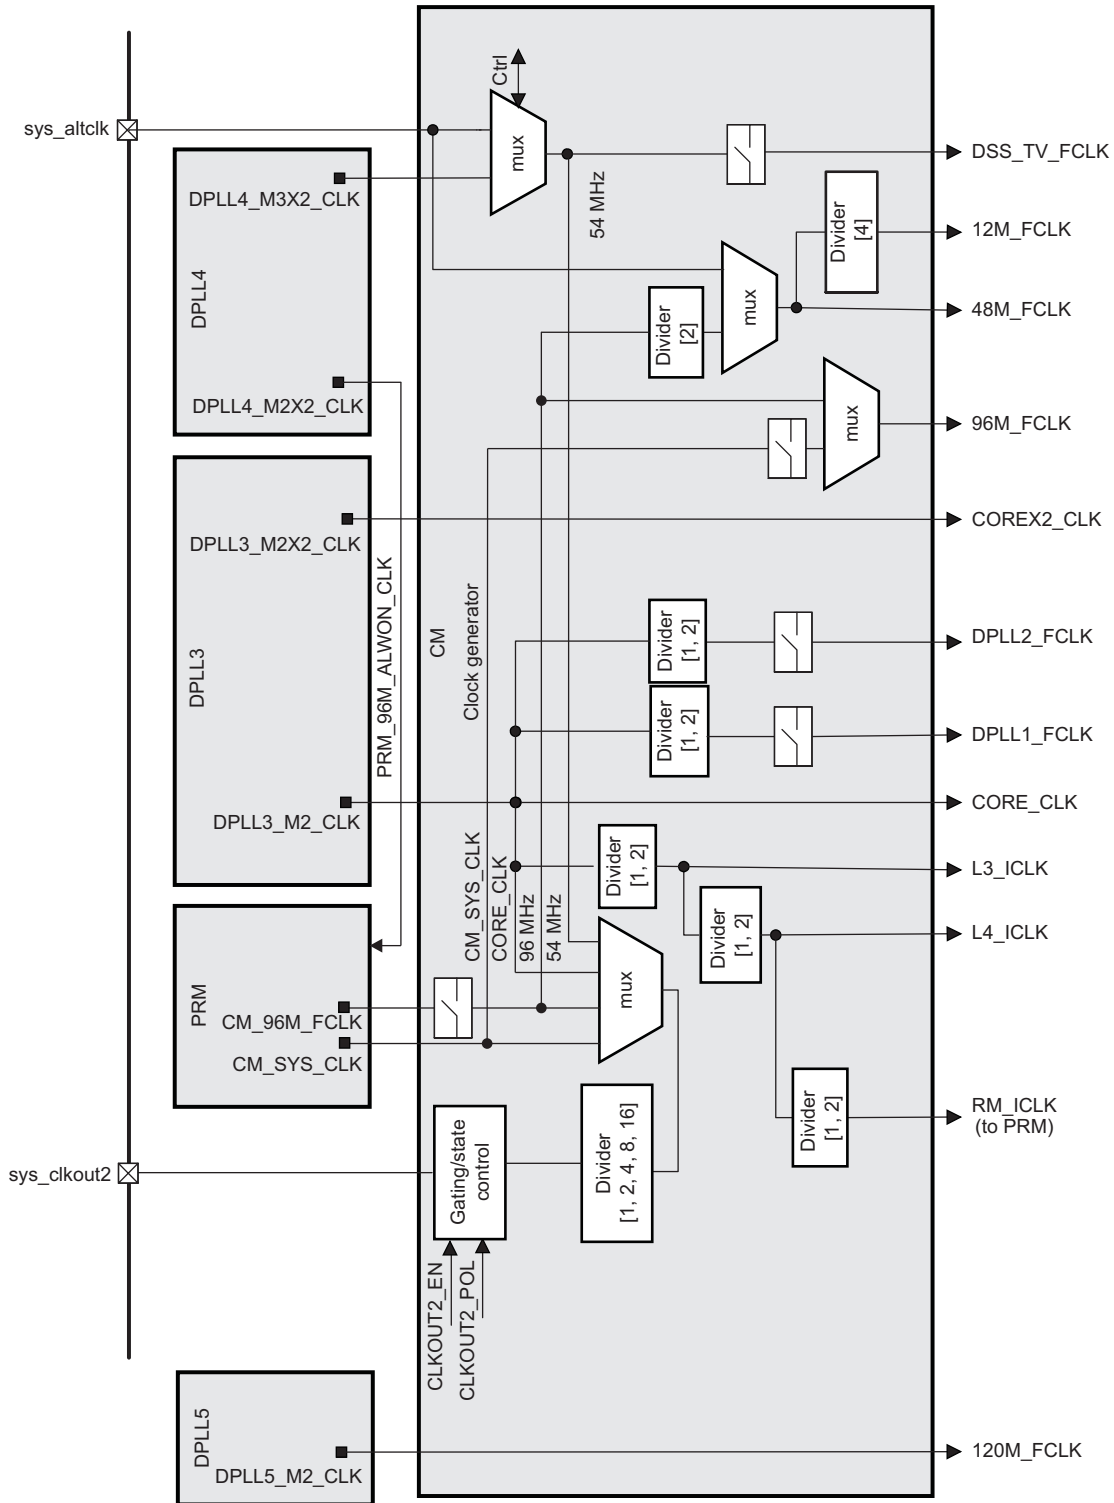 sys_altclk
Ctrl
mux
DSS_TV_FCLK
DPLL4_M3X2_CLK
54 MHz
Divider
[4]
12M_FCLK
DPLL4
mux
48M_FCLK
Divider
[2]
DPLL4_M2X2_CLK
mux
96M_FCLK
COREX2_CLK
DPLL3_M2X2_CLK
PRM_96M_ALWON_CLK
DPLL3
CM
Clock generator
Divider
[1, 2]
DPLL2_FCLK
Divider
[1, 2]
DPLL1_FCLK
DPLL3_M2_CLK
CORE_CLK
CM_SYS_CLK
CORE_CLK
96 MHz
54 MHz
Divider
[1, 2]
L3_ICLK
Divider
[1, 2]
L4_ICLK
mux
PRM
CM_96M_FCLK
CM_SYS_CLK
Divider
[1, 2]
RM_ICLK
(to PRM)
sys_clkout2
Gating/state
control
Divider
[1, 2, 4, 8, 16]
CLKOUT2_EN
CLKOUT2_POL
DPLL5
DPLL5_M2_CLK
120M_FCLK